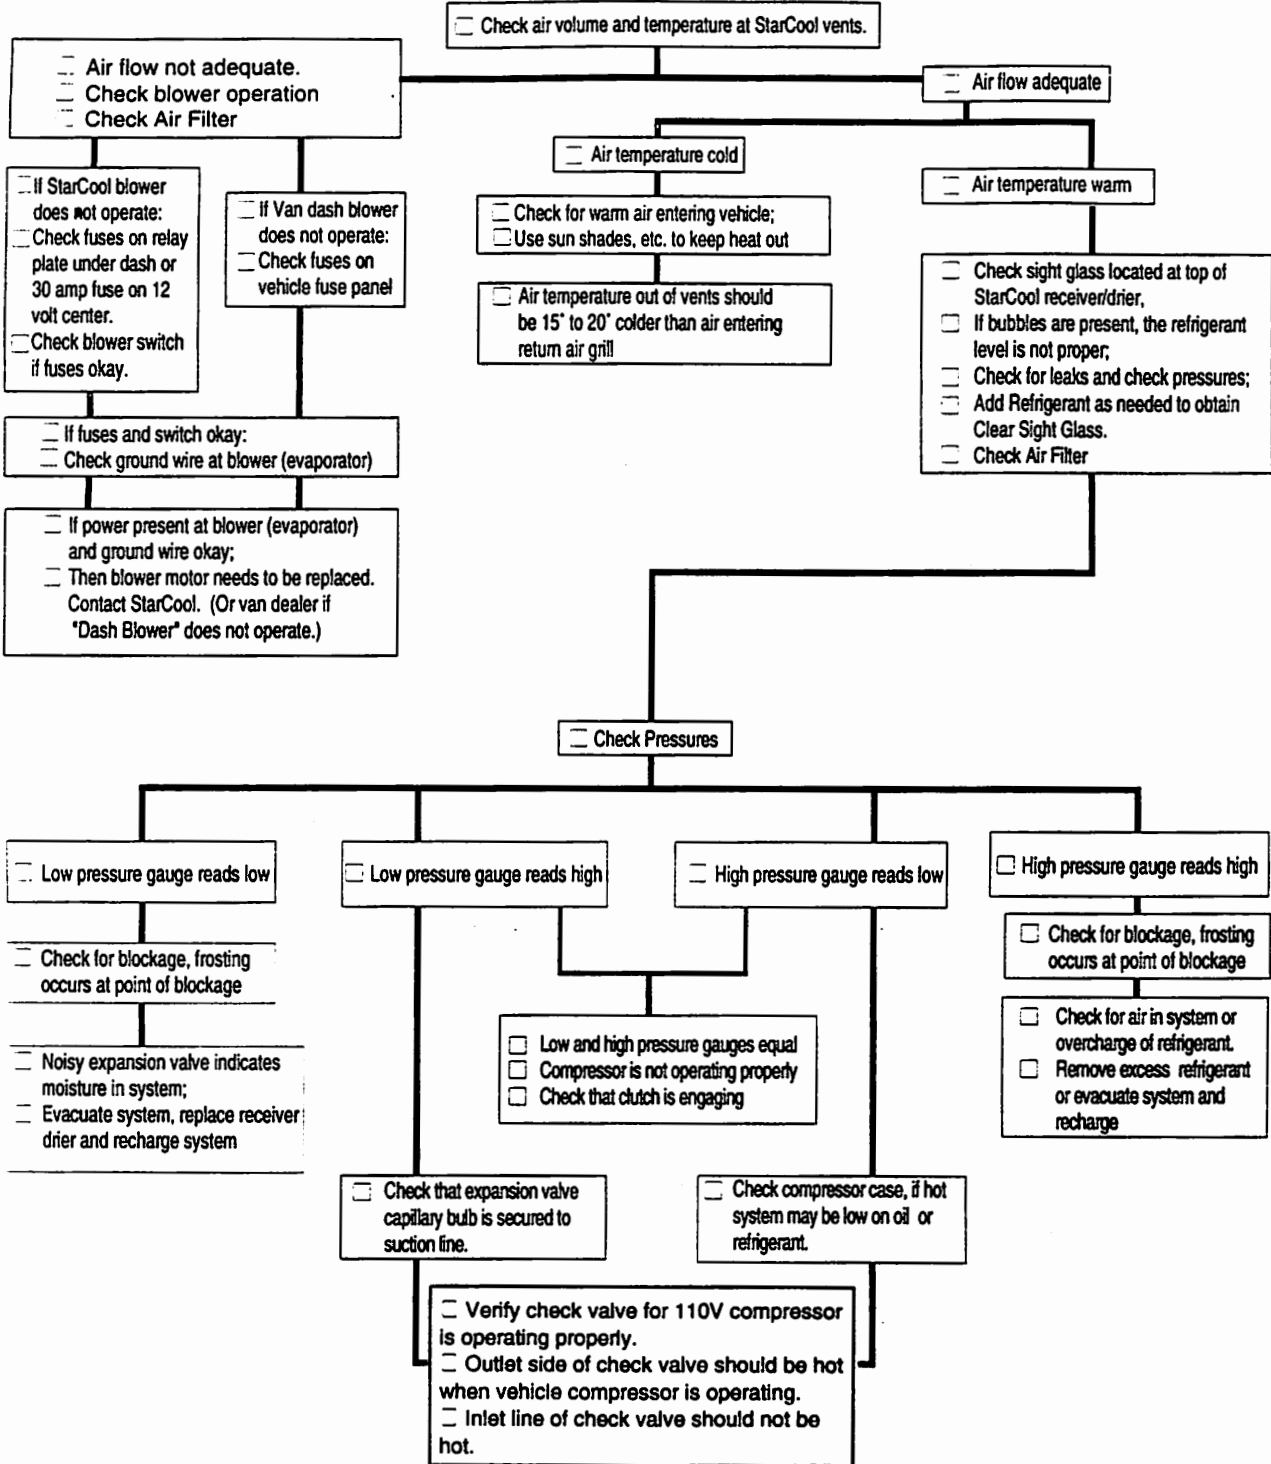 Check air volume and temperature at StarCool vents.
Air flow not adequate.
Check blower operation
Check Air Filter
Air flow adequate
If StarCool blower
does not operate:
Check fuses on relay
plate under dash or
30 amp fuse on 12
volt center.
Check blower switch
if fuses okay.
If Van dash blower
does not operate:
Check fuses on
vehicle fuse panel
If fuses and switch okay:
Check ground wire at blower (evaporator)
If power present at blower (evaporator)
and ground wire okay;
Then blower motor needs to be replaced.
Contact StarCool. (Or van dealer if
"Dash Blower" does not operate.)
Air temperature cold
Check for warm air entering vehicle;
Use sun shades, etc. to keep heat out
Air temperature out of vents should
be 15° to 20° colder than air entering
return air grill
Air temperature warm
Check sight glass located at top of
StarCool receiver/drier,
If bubbles are present, the refrigerant
level is not proper;
Check for leaks and check pressures;
Add Refrigerant as needed to obtain
Clear Sight Glass.
Check Air Filter
Check Pressures
Low pressure gauge reads low
Check for blockage, frosting
occurs at point of blockage
Noisy expansion valve indicates
moisture in system;
Evacuate system, replace receiver
drier and recharge system
Low pressure gauge reads high
High pressure gauge reads low
Low and high pressure gauges equal
Compressor is not operating properly
Check that clutch is engaging
Check that expansion valve
capillary bulb is secured to
suction line.
Check compressor case, if hot
system may be low on oil or
refrigerant.
Verify check valve for 110V compressor
is operating properly.
Outlet side of check valve should be hot
when vehicle compressor is operating.
Inlet line of check valve should not be
hot.
High pressure gauge reads high
Check for blockage, frosting
occurs at point of blockage
Check for air in system or
overcharge of refrigerant.
Remove excess refrigerant
or evacuate system and
recharge